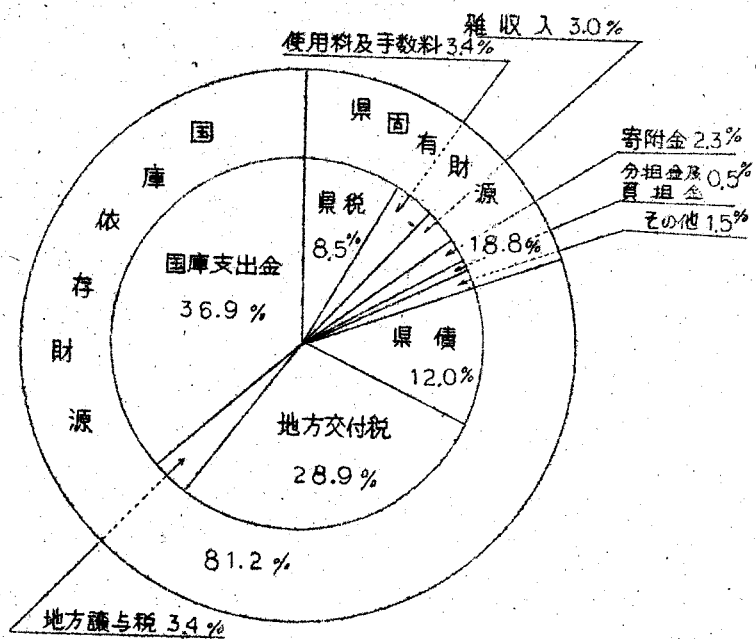 雑収入 3.0%
使用料及手数料 3.4%
県固有財源
18.8%
寄附金 2.3%
分担金及
負担金 0.5%
その他 1.5%
県税
8.5%
県債
12.0%
地方交付税
28.9%
国庫支出金
36.9%
国庫依存財源
81.2%
地方譲与税 3.4%